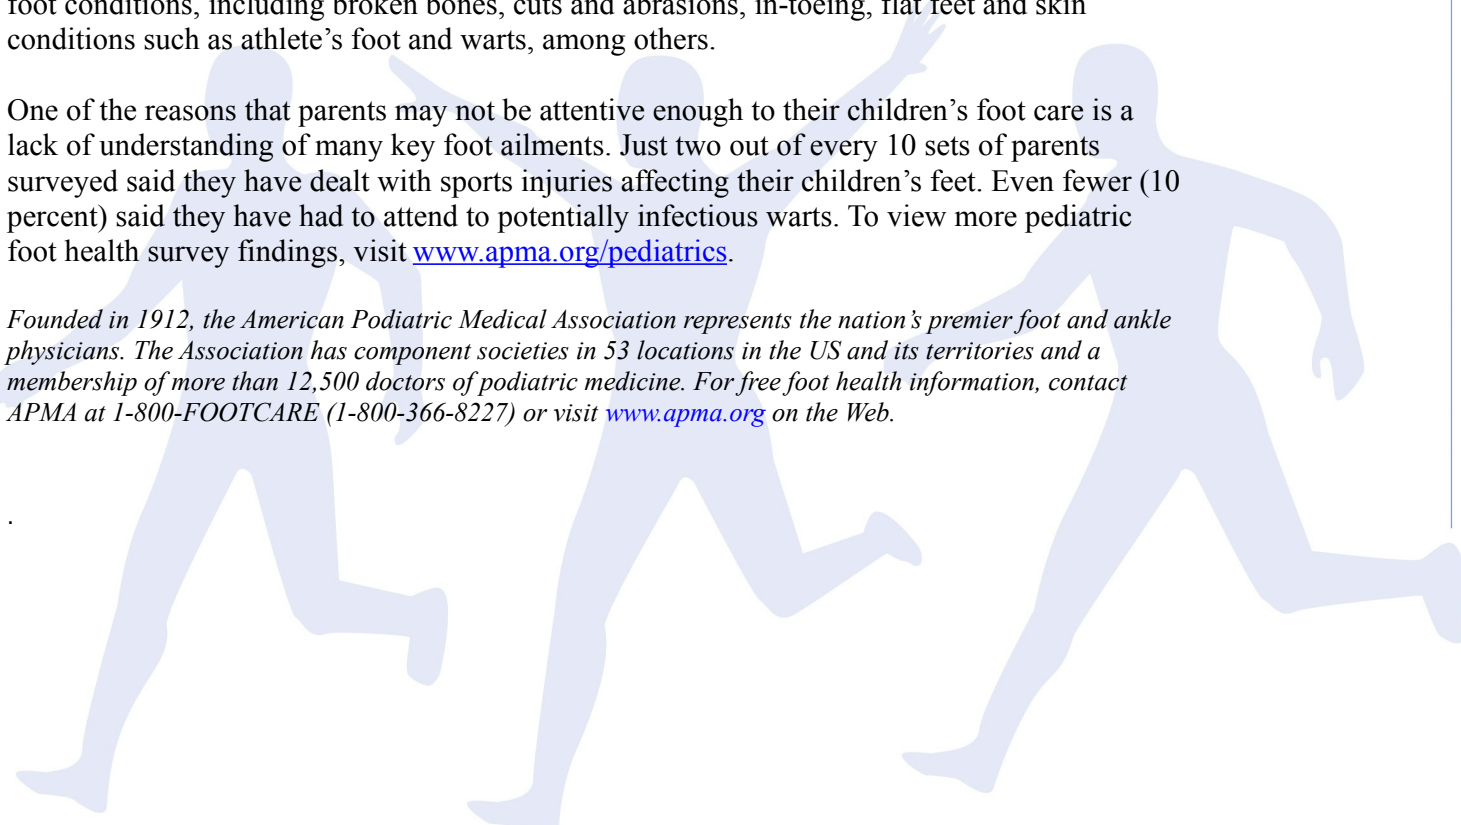 foot conditions, including broken bones, cuts and abrasions, in-toeing, flat feet and skin
conditions such as athlete’s foot and warts, among others.
One of the reasons that parents may not be attentive enough to their children’s foot care is a
lack of understanding of many key foot ailments. Just two out of every 10 sets of parents
surveyed said they have dealt with sports injuries affecting their children’s feet. Even fewer (10
percent) said they have had to attend to potentially infectious warts. To view more pediatric
foot health survey findings, visit www.apma.org/pediatrics.
Founded in 1912, the American Podiatric Medical Association represents the nation’s premier foot and ankle
physicians. The Association has component societies in 53 locations in the US and its territories and a
membership of more than 12,500 doctors of podiatric medicine. For free foot health information, contact
APMA at 1-800-FOOTCARE (1-800-366-8227) or visit www.apma.org on the Web.
.